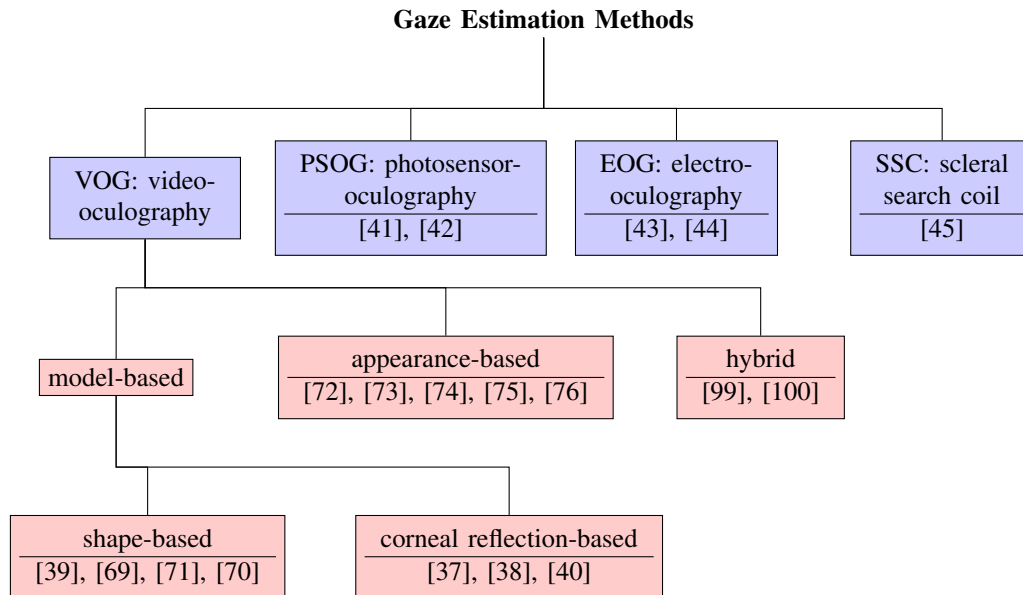 Gaze Estimation Methods
VOG: video-
oculography
PSOG: photosensor-
oculography
[41], [42]
EOG: electro-
oculography
[43], [44]
SSC: scleral
search coil
[45]
model-based
appearance-based
[72], [73], [74], [75], [76]
hybrid
[99], [100]
shape-based
[39], [69], [71], [70]
corneal reflection-based
[37], [38], [40]